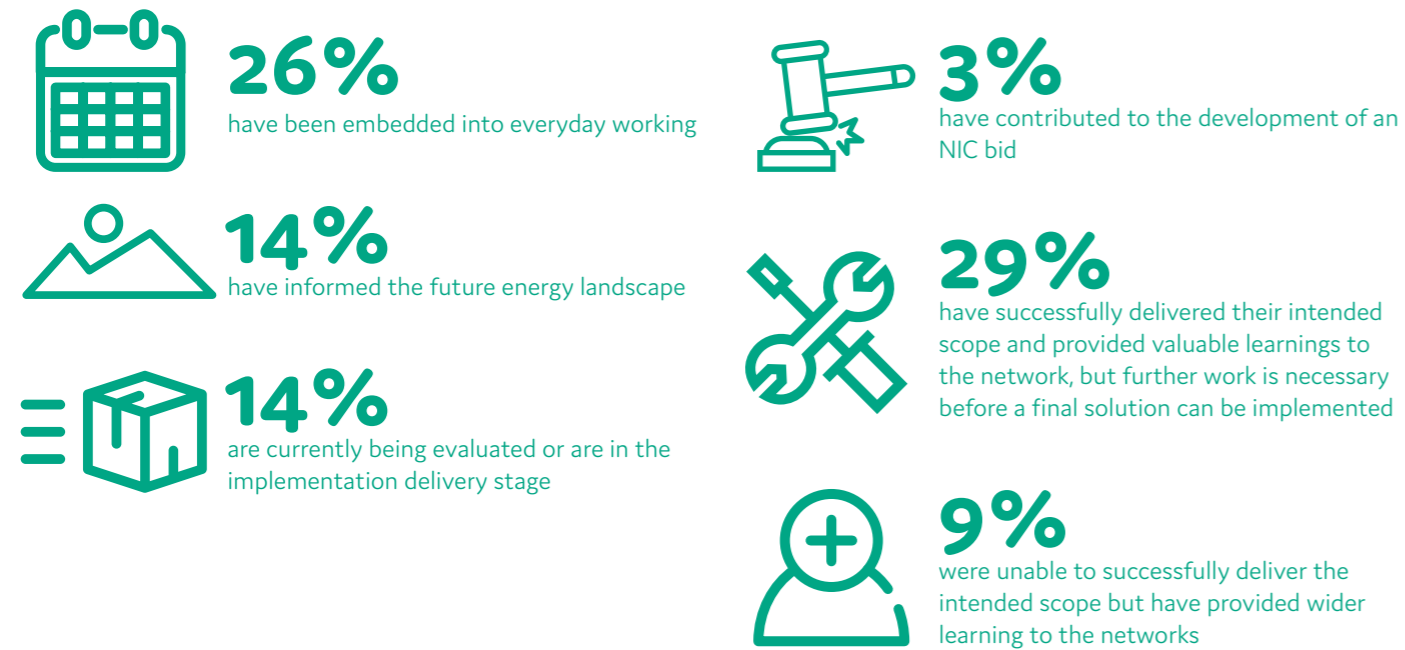 26%
have been embedded into everyday working
14%
have informed the future energy landscape
14%
are currently being evaluated or are in the
implementation delivery stage
3%
have contributed to the development of an
NIC bid
29%
have successfully delivered their intended
scope and provided valuable learnings to
the network, but further work is necessary
before a final solution can be implemented
9%
were unable to successfully deliver the
intended scope but have provided wider
learning to the networks